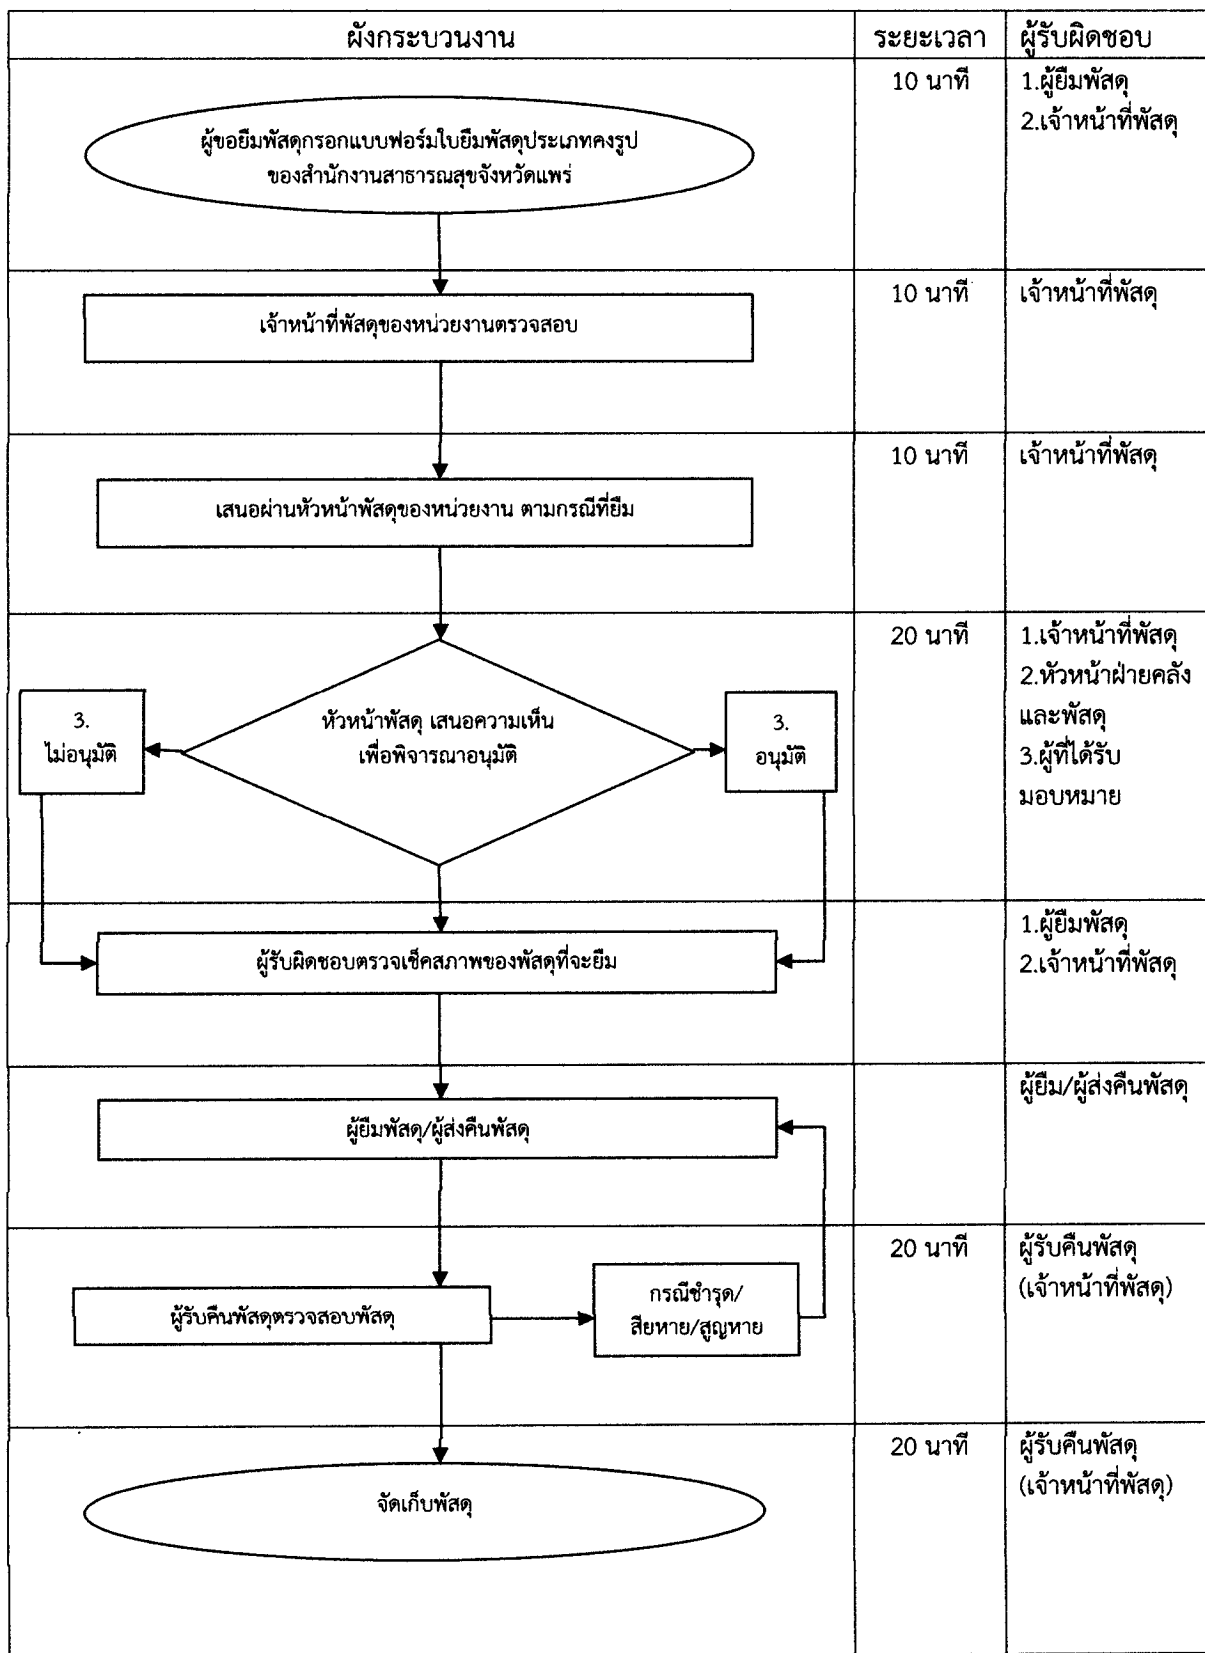 ผังกระบวนงาน
ระยะเวลา
ผู้รับผิดชอบ
ผู้ขอยืมพัสดุกรอกแบบฟอร์มใบยืมพัสดุประเภทคงรูป
ของสำนักงานสาธารณสุขจังหวัดแพร่
10 นาที
1.ผู้ยืมพัสดุ
2.เจ้าหน้าที่พัสดุ
เจ้าหน้าที่พัสดุของหน่วยงานตรวจสอบ
10 นาที
เจ้าหน้าที่พัสดุ
เสนอผ่านหัวหน้าพัสดุของหน่วยงาน ตามกรณีที่ยืม
10 นาที
เจ้าหน้าที่พัสดุ
3.
ไม่อนุมัติ
หัวหน้าพัสดุ เสนอความเห็น
เพื่อพิจารณาอนุมัติ
3.
อนุมัติ
20 นาที
1.เจ้าหน้าที่พัสดุ
2.หัวหน้าฝ่ายคลัง
และพัสดุ
3.ผู้ที่ได้รับ
มอบหมาย
ผู้รับผิดชอบตรวจเช็คสภาพของพัสดุที่จะยืม
1.ผู้ยืมพัสดุ
2.เจ้าหน้าที่พัสดุ
ผู้ยืมพัสดุ/ผู้ส่งคืนพัสดุ
ผู้ยืม/ผู้ส่งคืนพัสดุ
ผู้รับคืนพัสดุตรวจสอบพัสดุ
กรณีชำรุด/
สียหาย/สูญหาย
20 นาที
ผู้รับคืนพัสดุ
(เจ้าหน้าที่พัสดุ)
จัดเก็บพัสดุ
20 นาที
ผู้รับคืนพัสดุ
(เจ้าหน้าที่พัสดุ)